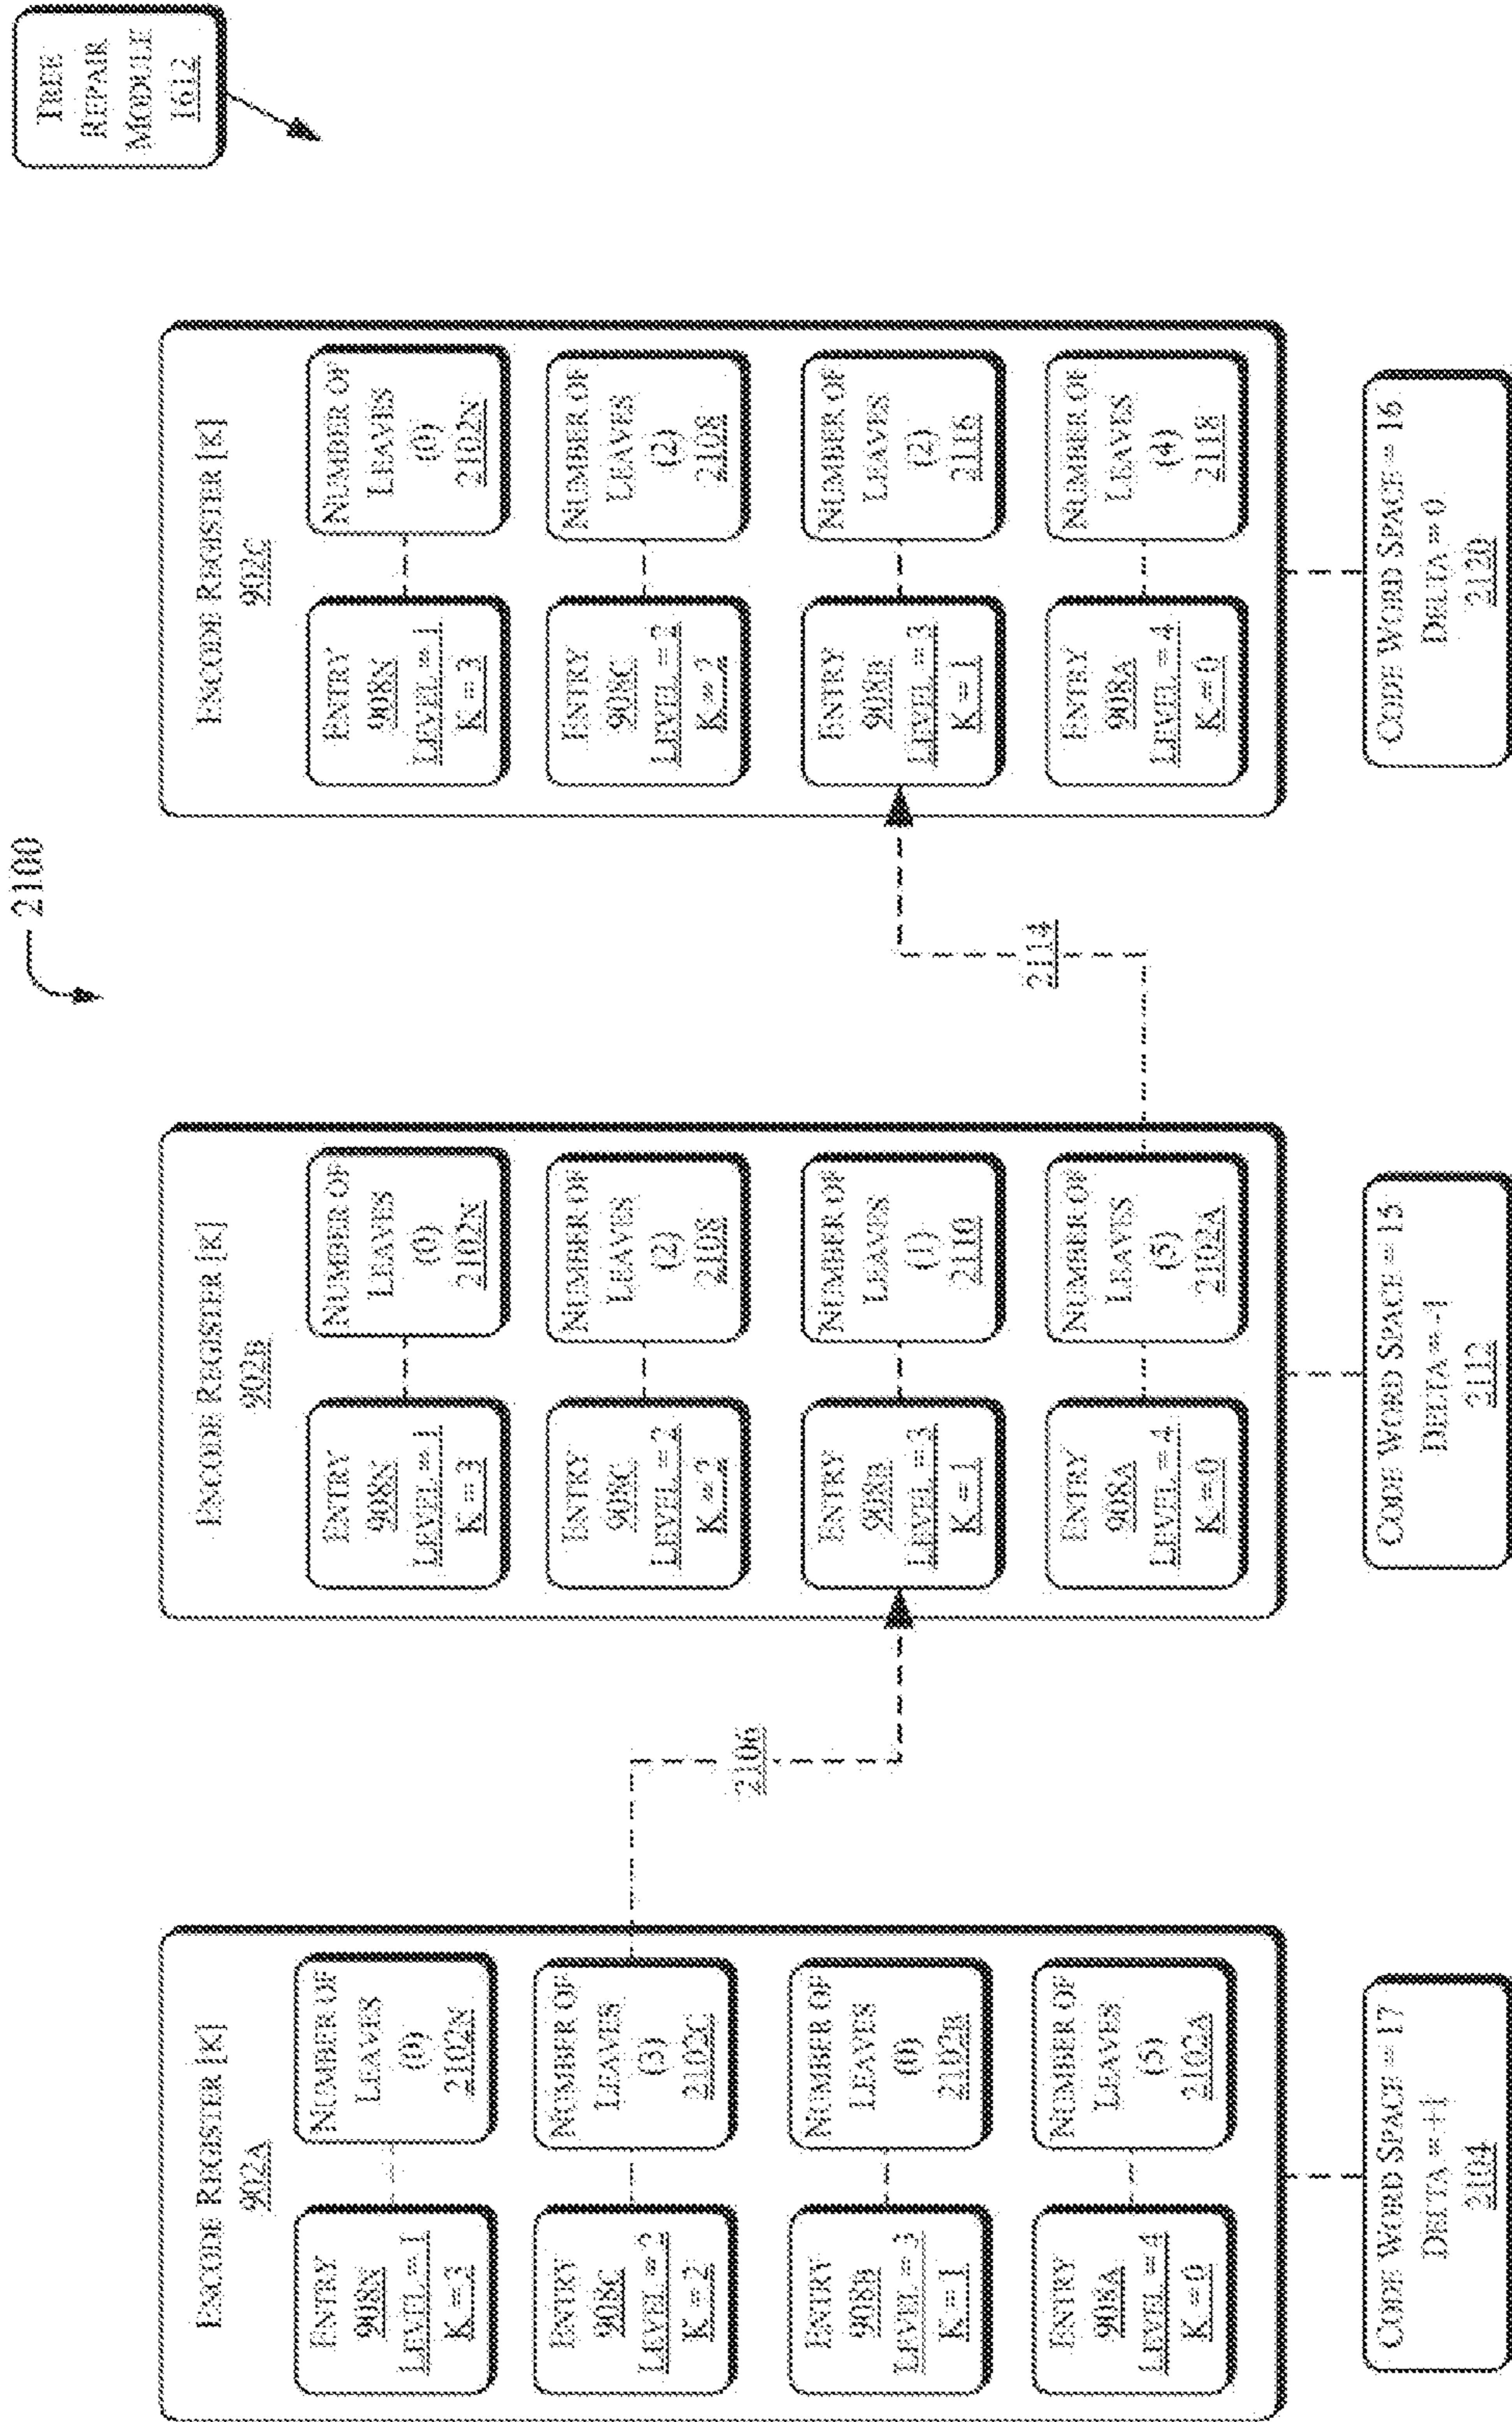 2100
TREE
REPAIR
MODULE
1612
ENCODE REGISTER [K]
902A
ENTRY
908N
LEVEL = 1
K = 3
NUMBER OF
LEAVES
(0)
2102N
ENTRY
908C
LEVEL = 2
K = 2
NUMBER OF
LEAVES
(3)
2102C
ENTRY
908B
LEVEL = 3
K = 1
NUMBER OF
LEAVES
(0)
2102B
ENTRY
908A
LEVEL = 4
K = 0
NUMBER OF
LEAVES
(5)
2102A
CODE WORD SPACE = 17
DELTA = +1
2104
2106
ENCODE REGISTER [K]
902B
ENTRY
908N
LEVEL = 1
K = 3
NUMBER OF
LEAVES
(0)
2102N
ENTRY
908C
LEVEL = 2
K = 2
NUMBER OF
LEAVES
(2)
2108
ENTRY
908B
LEVEL = 3
K = 1
NUMBER OF
LEAVES
(1)
2110
ENTRY
908A
LEVEL = 4
K = 0
NUMBER OF
LEAVES
(5)
2102A
CODE WORD SPACE = 15
DELTA = -1
2112
2114
ENCODE REGISTER [K]
902C
ENTRY
908N
LEVEL = 1
K = 3
NUMBER OF
LEAVES
(0)
2102N
ENTRY
908C
LEVEL = 2
K = 2
NUMBER OF
LEAVES
(2)
2108
ENTRY
908B
LEVEL = 3
K = 1
NUMBER OF
LEAVES
(2)
2116
ENTRY
908A
LEVEL = 4
K = 0
NUMBER OF
LEAVES
(4)
2118
CODE WORD SPACE = 16
DELTA = 0
2120